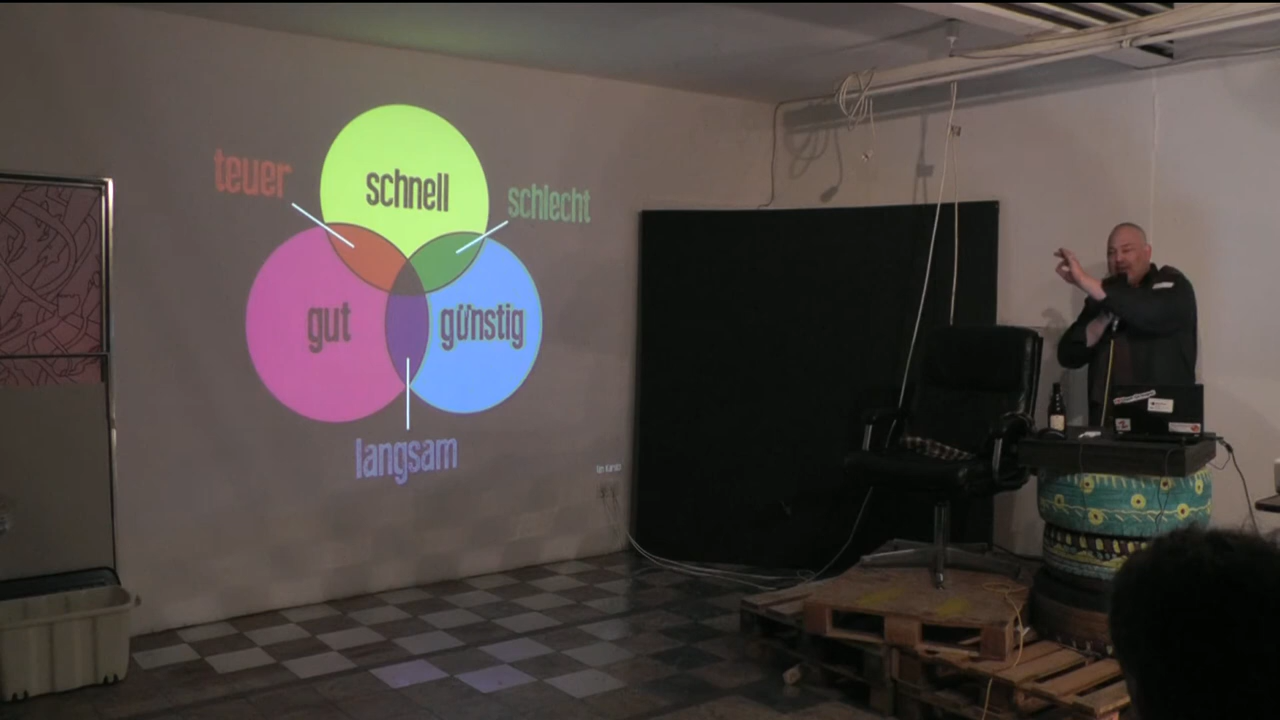 teuer
schnell
schlecht
gut
günstig
langsam